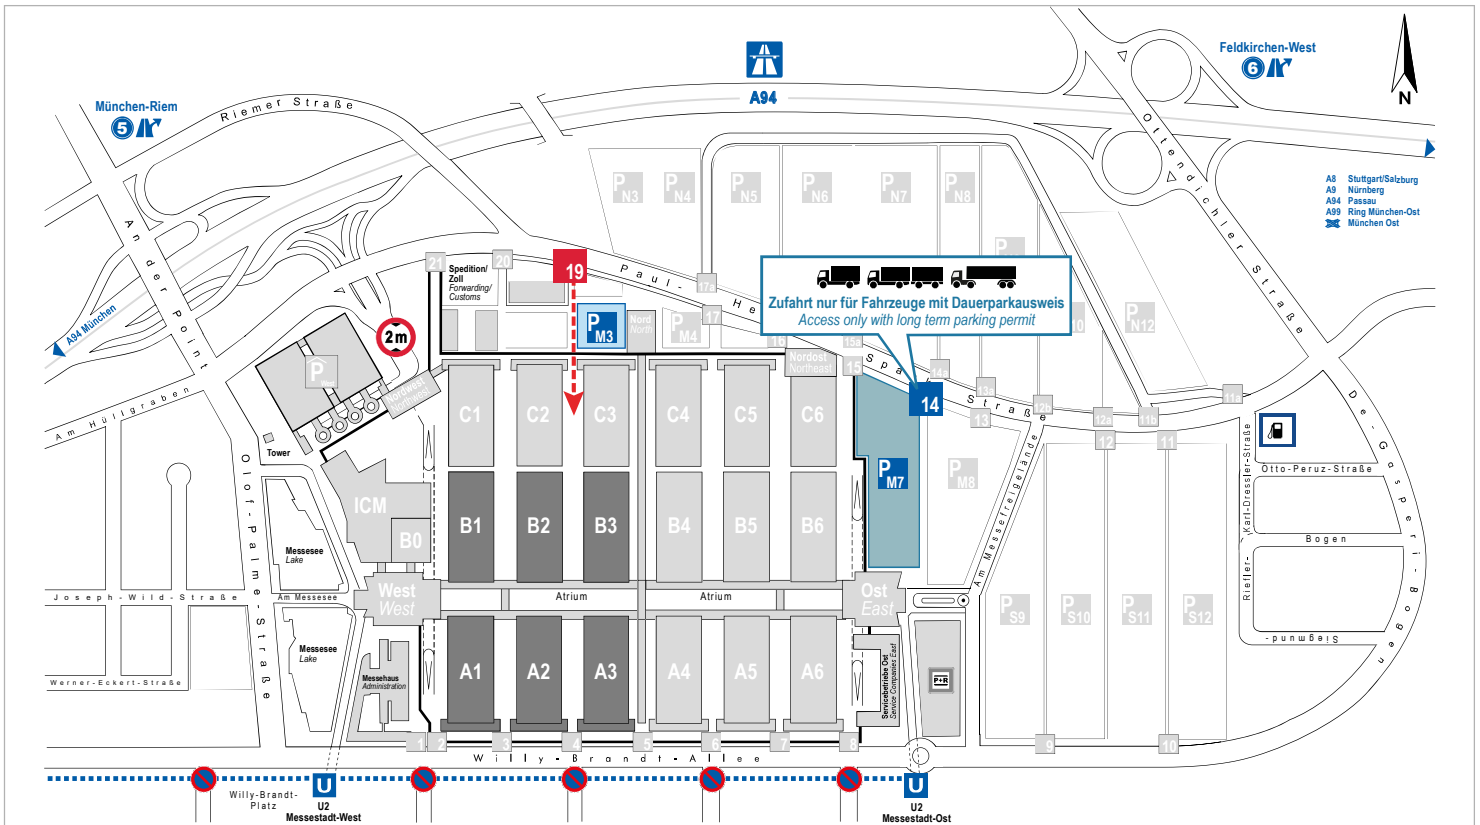 Feldkirchen-West
6
A94
N
München-Riem
5
Riemer Straße
Ottendichler Straße
A8 Stuttgart/Salzburg
A9 Nürnberg
A94 Passau
A99 Ring München-Ost
München Ost
P N3
P N4
P N5
P N6
P N7
P N8
An der Point
A94 München
21
20
19
Spedition/
Zoll
Forwarding/
Customs
Paul-He
17a
17
16
Zufahrt nur für Fahrzeuge mit Dauerparkausweis
Access only with long term parking permit
10
P N12
P M3
Nord
North
P M4
2m
P West
Nordwest
Northwest
Nordost
Northeast
15a
15
Spa
14a
14
13a
Straße
13
12b
12a
12
11b
11
11a
Am Hüllgraben
Tower
C1
C2
C3
C4
C5
C6
De-Gasperi-Bogen
Karl-Dressler-Straße
Otto-Peruz-Straße
P M7
P M8
Am Messefreigelände
Olof-Palme-Straße
ICM
B0
B1
B2
B3
B4
B5
B6
Bogen
Riefler-
Siegmund-
Messesee
Lake
Joseph-Wild-Straße
Am Messesee
West
West
Atrium
Atrium
Ost
East
P S9
P S10
P S11
P S12
Messesee
Lake
Messehaus
Administration
A1
A2
A3
A4
A5
A6
Servicebetriebe Ost
Service Companies East
P+R
Werner-Eckert-Straße
1
2
3
4
5
6
7
8
9
10
Willy-Brandt-Allee
Willy-Brandt-
Platz
U
U2
Messestadt-West
U
U2
Messestadt-Ost